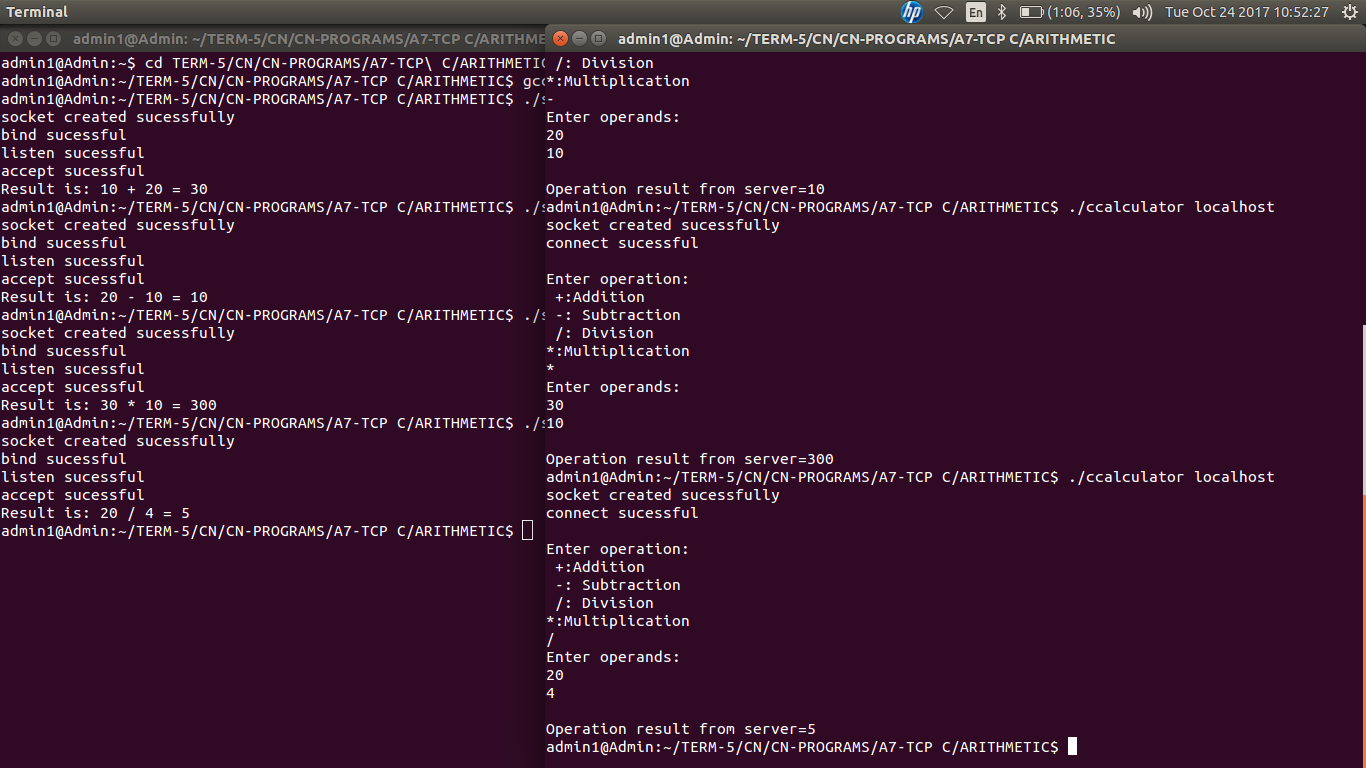 Terminal
hp
En
(1:06, 35%)
Tue Oct 24 2017 10:52:27
admin1@Admin: ~/TERM-5/CN/CN-PROGRAMS/A7-TCP C/ARITHME
admin1@Admin:~$ cd TERM-5/CN/CN-PROGRAMS/A7-TCP\ C/ARITHMETIC
admin1@Admin:~/TERM-5/CN/CN-PROGRAMS/A7-TCP C/ARITHMETIC$ gcc
admin1@Admin:~/TERM-5/CN/CN-PROGRAMS/A7-TCP C/ARITHMETIC$ ./s
socket created sucessfully
bind sucessful
listen sucessful
accept sucessful
Result is: 10 + 20 = 30
admin1@Admin:~/TERM-5/CN/CN-PROGRAMS/A7-TCP C/ARITHMETIC$ ./s
socket created sucessfully
bind sucessful
listen sucessful
accept sucessful
Result is: 20 - 10 = 10
admin1@Admin:~/TERM-5/CN/CN-PROGRAMS/A7-TCP C/ARITHMETIC$ ./s
socket created sucessfully
bind sucessful
listen sucessful
accept sucessful
Result is: 30 * 10 = 300
admin1@Admin:~/TERM-5/CN/CN-PROGRAMS/A7-TCP C/ARITHMETIC$ ./s
socket created sucessfully
bind sucessful
listen sucessful
accept sucessful
Result is: 20 / 4 = 5
admin1@Admin:~/TERM-5/CN/CN-PROGRAMS/A7-TCP C/ARITHMETIC$
admin1@Admin: ~/TERM-5/CN/CN-PROGRAMS/A7-TCP C/ARITHMETIC
/: Division
*:Multiplication
-
Enter operands:
20
10
Operation result from server=10
admin1@Admin:~/TERM-5/CN/CN-PROGRAMS/A7-TCP C/ARITHMETIC$ ./ccalculator localhost
socket created sucessfully
connect sucessful
Enter operation:
+:Addition
-: Subtraction
/: Division
*:Multiplication
*
Enter operands:
30
10
Operation result from server=300
admin1@Admin:~/TERM-5/CN/CN-PROGRAMS/A7-TCP C/ARITHMETIC$ ./ccalculator localhost
socket created sucessfully
connect sucessful
Enter operation:
+:Addition
-: Subtraction
/: Division
*:Multiplication
/
Enter operands:
20
4
Operation result from server=5
admin1@Admin:~/TERM-5/CN/CN-PROGRAMS/A7-TCP C/ARITHMETIC$